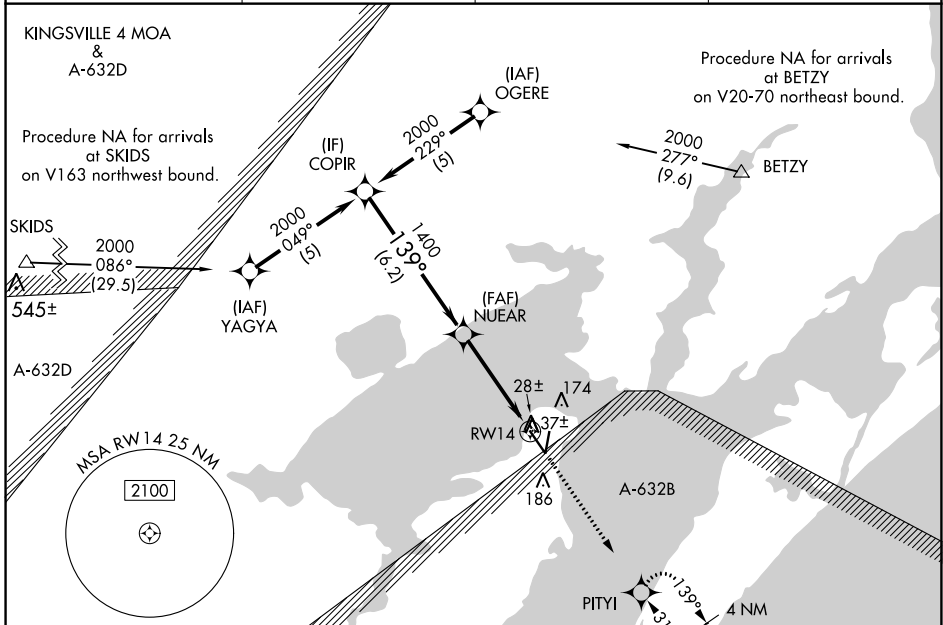 KINGSVILLE 4 MOA
&
A-632D
Procedure NA for arrivals
at BETZY
on V20-70 northeast bound.
(IAF)
OGERE
2000
229°
(5)
(IF)
COPIR
Procedure NA for arrivals
at SKIDS
on V163 northwest bound.
2000
277°
(9.6)
BETZY
SKIDS
2000
086°
(29.5)
545±
2000
049°
(5)
(IAF)
YAGYA
1400
139°
(6.2)
(FAF)
NUEAR
A-632D
28±
174
37±
RW14
186
A-632B
MSA RW14 25 NM
2100
PITYI
139°
4 NM